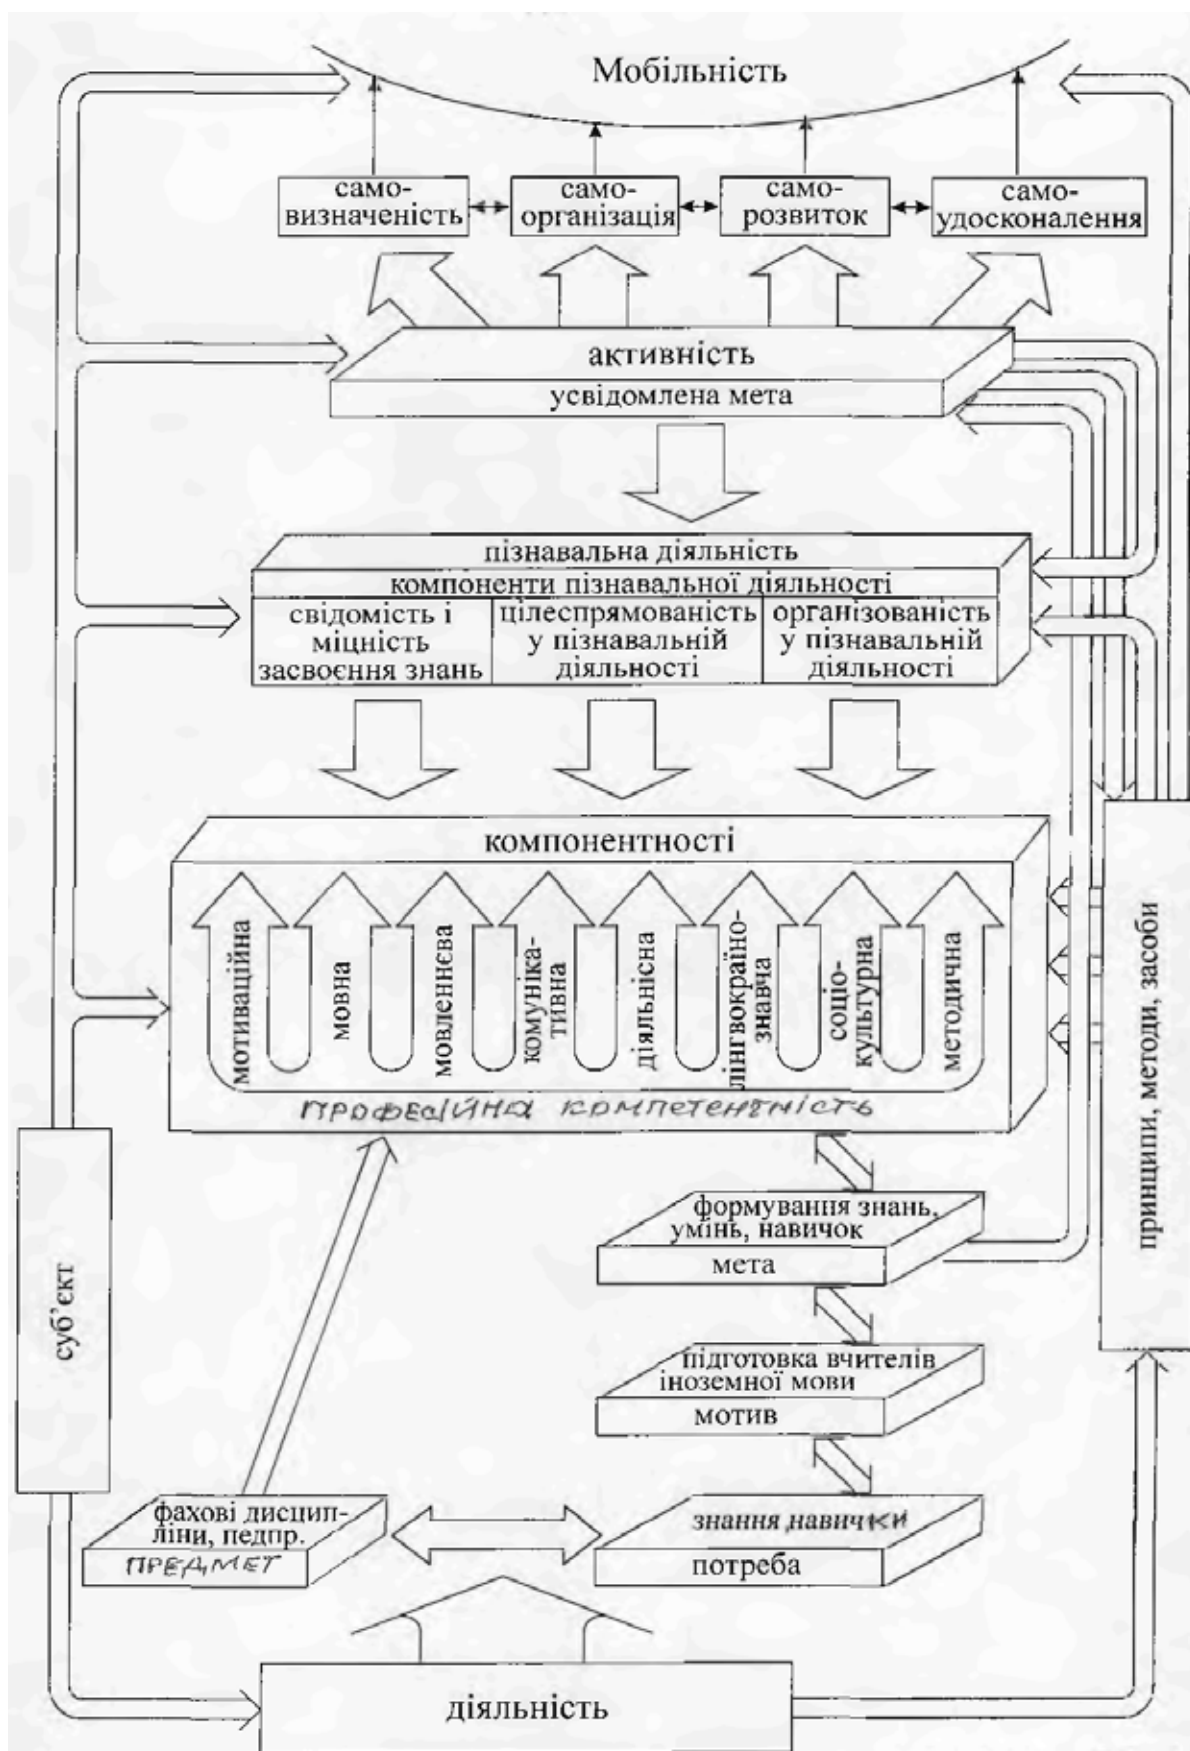 Мобільність
само-
визначеність
само-
організація
само-
розвиток
само-
удосконалення
активність
усвідомлена мета
пізнавальна діяльність
компоненти пізнавальної діяльності
свідомість і
міцність
засвоєння знань
цілеспрямованість
у пізнавальній
діяльності
організованість
у пізнавальній
діяльності
компонентності
мотиваційна
мовна
мовленнєва
комуніка-
тивна
діяльнісна
лінгвокраїно-
знавча
соціо-
культурна
методична
ПРОФЕСІЙНА КОМПЕТЕНТНІСТЬ
принципи, методи, засоби
суб’єкт
формування знань,
умінь, навичок
мета
підготовка вчителів
іноземної мови
мотив
фахові дисцип-
ліни, педпр.
ПРЕДМЕТ
знання, навички
потреба
діяльність